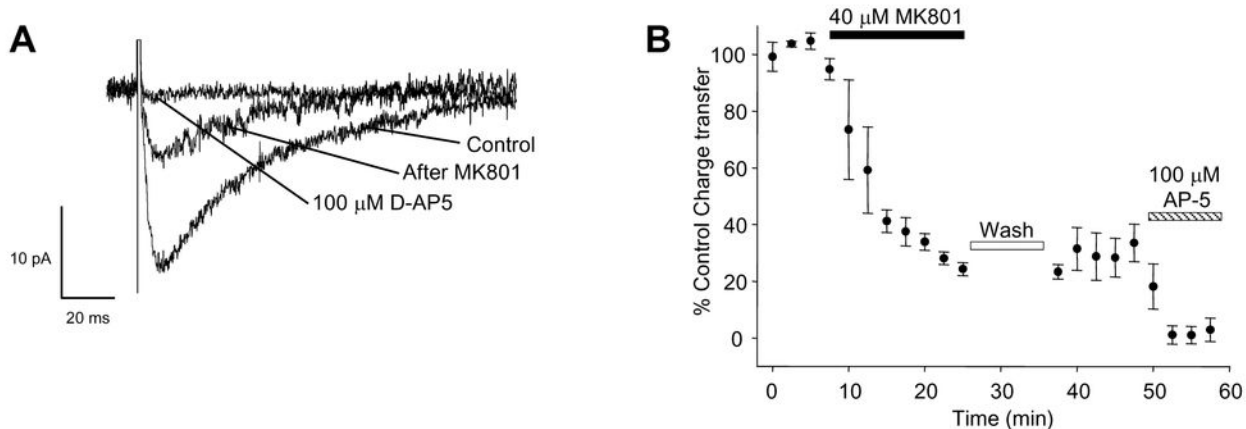 A
Control
After MK801
100 μM D-AP5
10 pA
20 ms
B
40 μM MK801
100 μM
AP-5
Wash
% Control Charge transfer
100
80
60
40
20
0
0 10 20 30 40 50 60
Time (min)